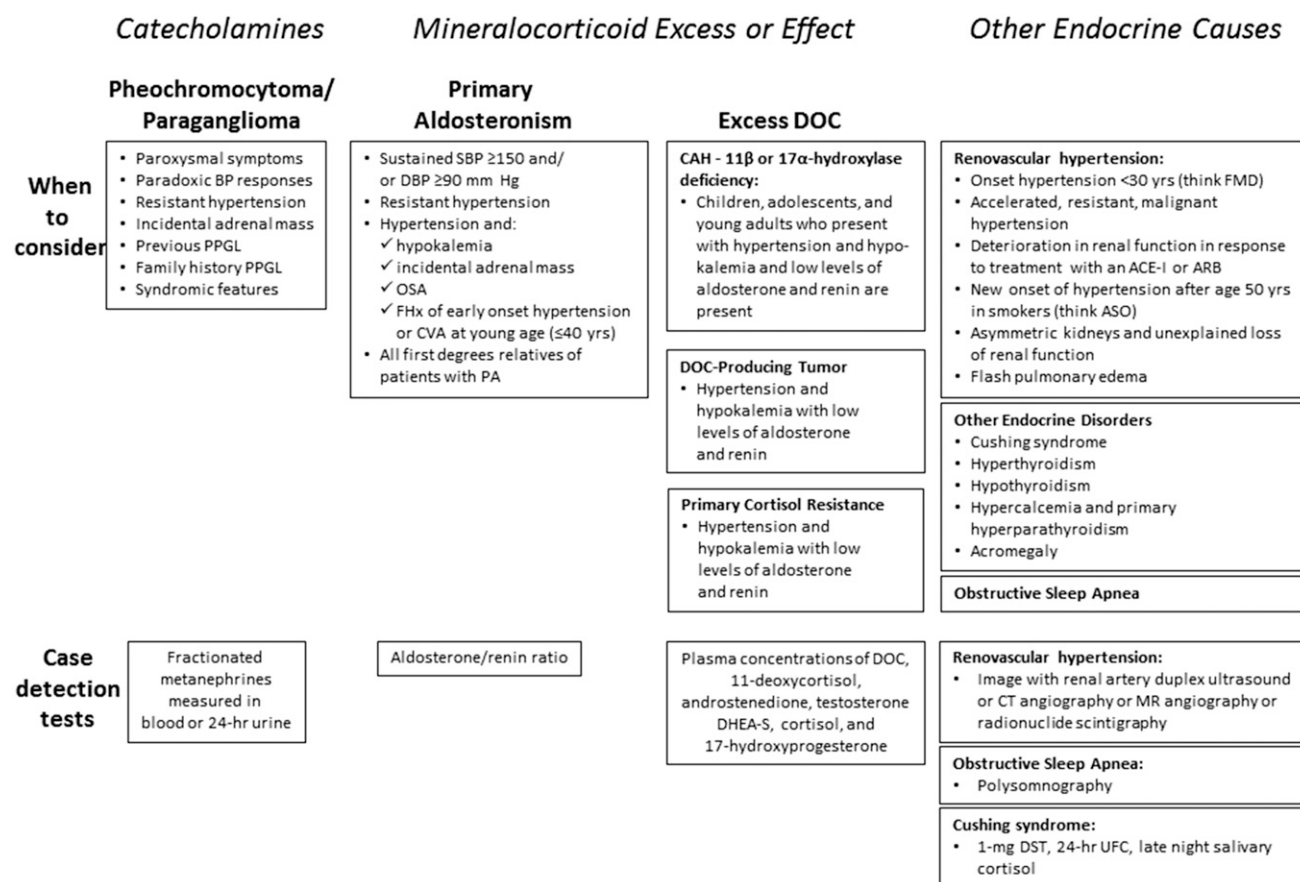 Catecholamines
Mineralocorticoid Excess or Effect
Other Endocrine Causes
Pheochromocytoma/
Paraganglioma
Primary
Aldosteronism
Excess DOC
When
to
consider
• Paroxysmal symptoms
• Paradoxic BP responses
• Resistant hypertension
• Incidental adrenal mass
• Previous PPGL
• Family history PPGL
• Syndromic features
• Sustained SBP ≥150 and/
or DBP ≥90 mm Hg
• Resistant hypertension
• Hypertension and:
✓ hypokalemia
✓ incidental adrenal mass
✓ OSA
✓ FHx of early onset hypertension
or CVA at young age (≤40 yrs)
• All first degrees relatives of
patients with PA
CAH - 11β or 17α-hydroxylase
deficiency:
• Children, adolescents, and
young adults who present
with hypertension and hypo-
kalemia and low levels of
aldosterone and renin are
present
DOC-Producing Tumor
• Hypertension and
hypokalemia with low
levels of aldosterone
and renin
Primary Cortisol Resistance
• Hypertension and
hypokalemia with low
levels of aldosterone
and renin
Renovascular hypertension:
• Onset hypertension <30 yrs (think FMD)
• Accelerated, resistant, malignant
hypertension
• Deterioration in renal function in response
to treatment with an ACE-I or ARB
• New onset of hypertension after age 50 yrs
in smokers (think ASO)
• Asymmetric kidneys and unexplained loss
of renal function
• Flash pulmonary edema
Other Endocrine Disorders
• Cushing syndrome
• Hyperthyroidism
• Hypothyroidism
• Hypercalcemia and primary
hyperparathyroidism
• Acromegaly
Obstructive Sleep Apnea
Case
detection
tests
Fractionated
metanephrines
measured in
blood or 24-hr urine
Aldosterone/renin ratio
Plasma concentrations of DOC,
11-deoxycortisol,
androstenedione, testosterone
DHEA-S, cortisol, and
17-hydroxyprogesterone
Renovascular hypertension:
• Image with renal artery duplex ultrasound
or CT angiography or MR angiography or
radionuclide scintigraphy
Obstructive Sleep Apnea:
• Polysomnography
Cushing syndrome:
• 1-mg DST, 24-hr UFC, late night salivary
cortisol